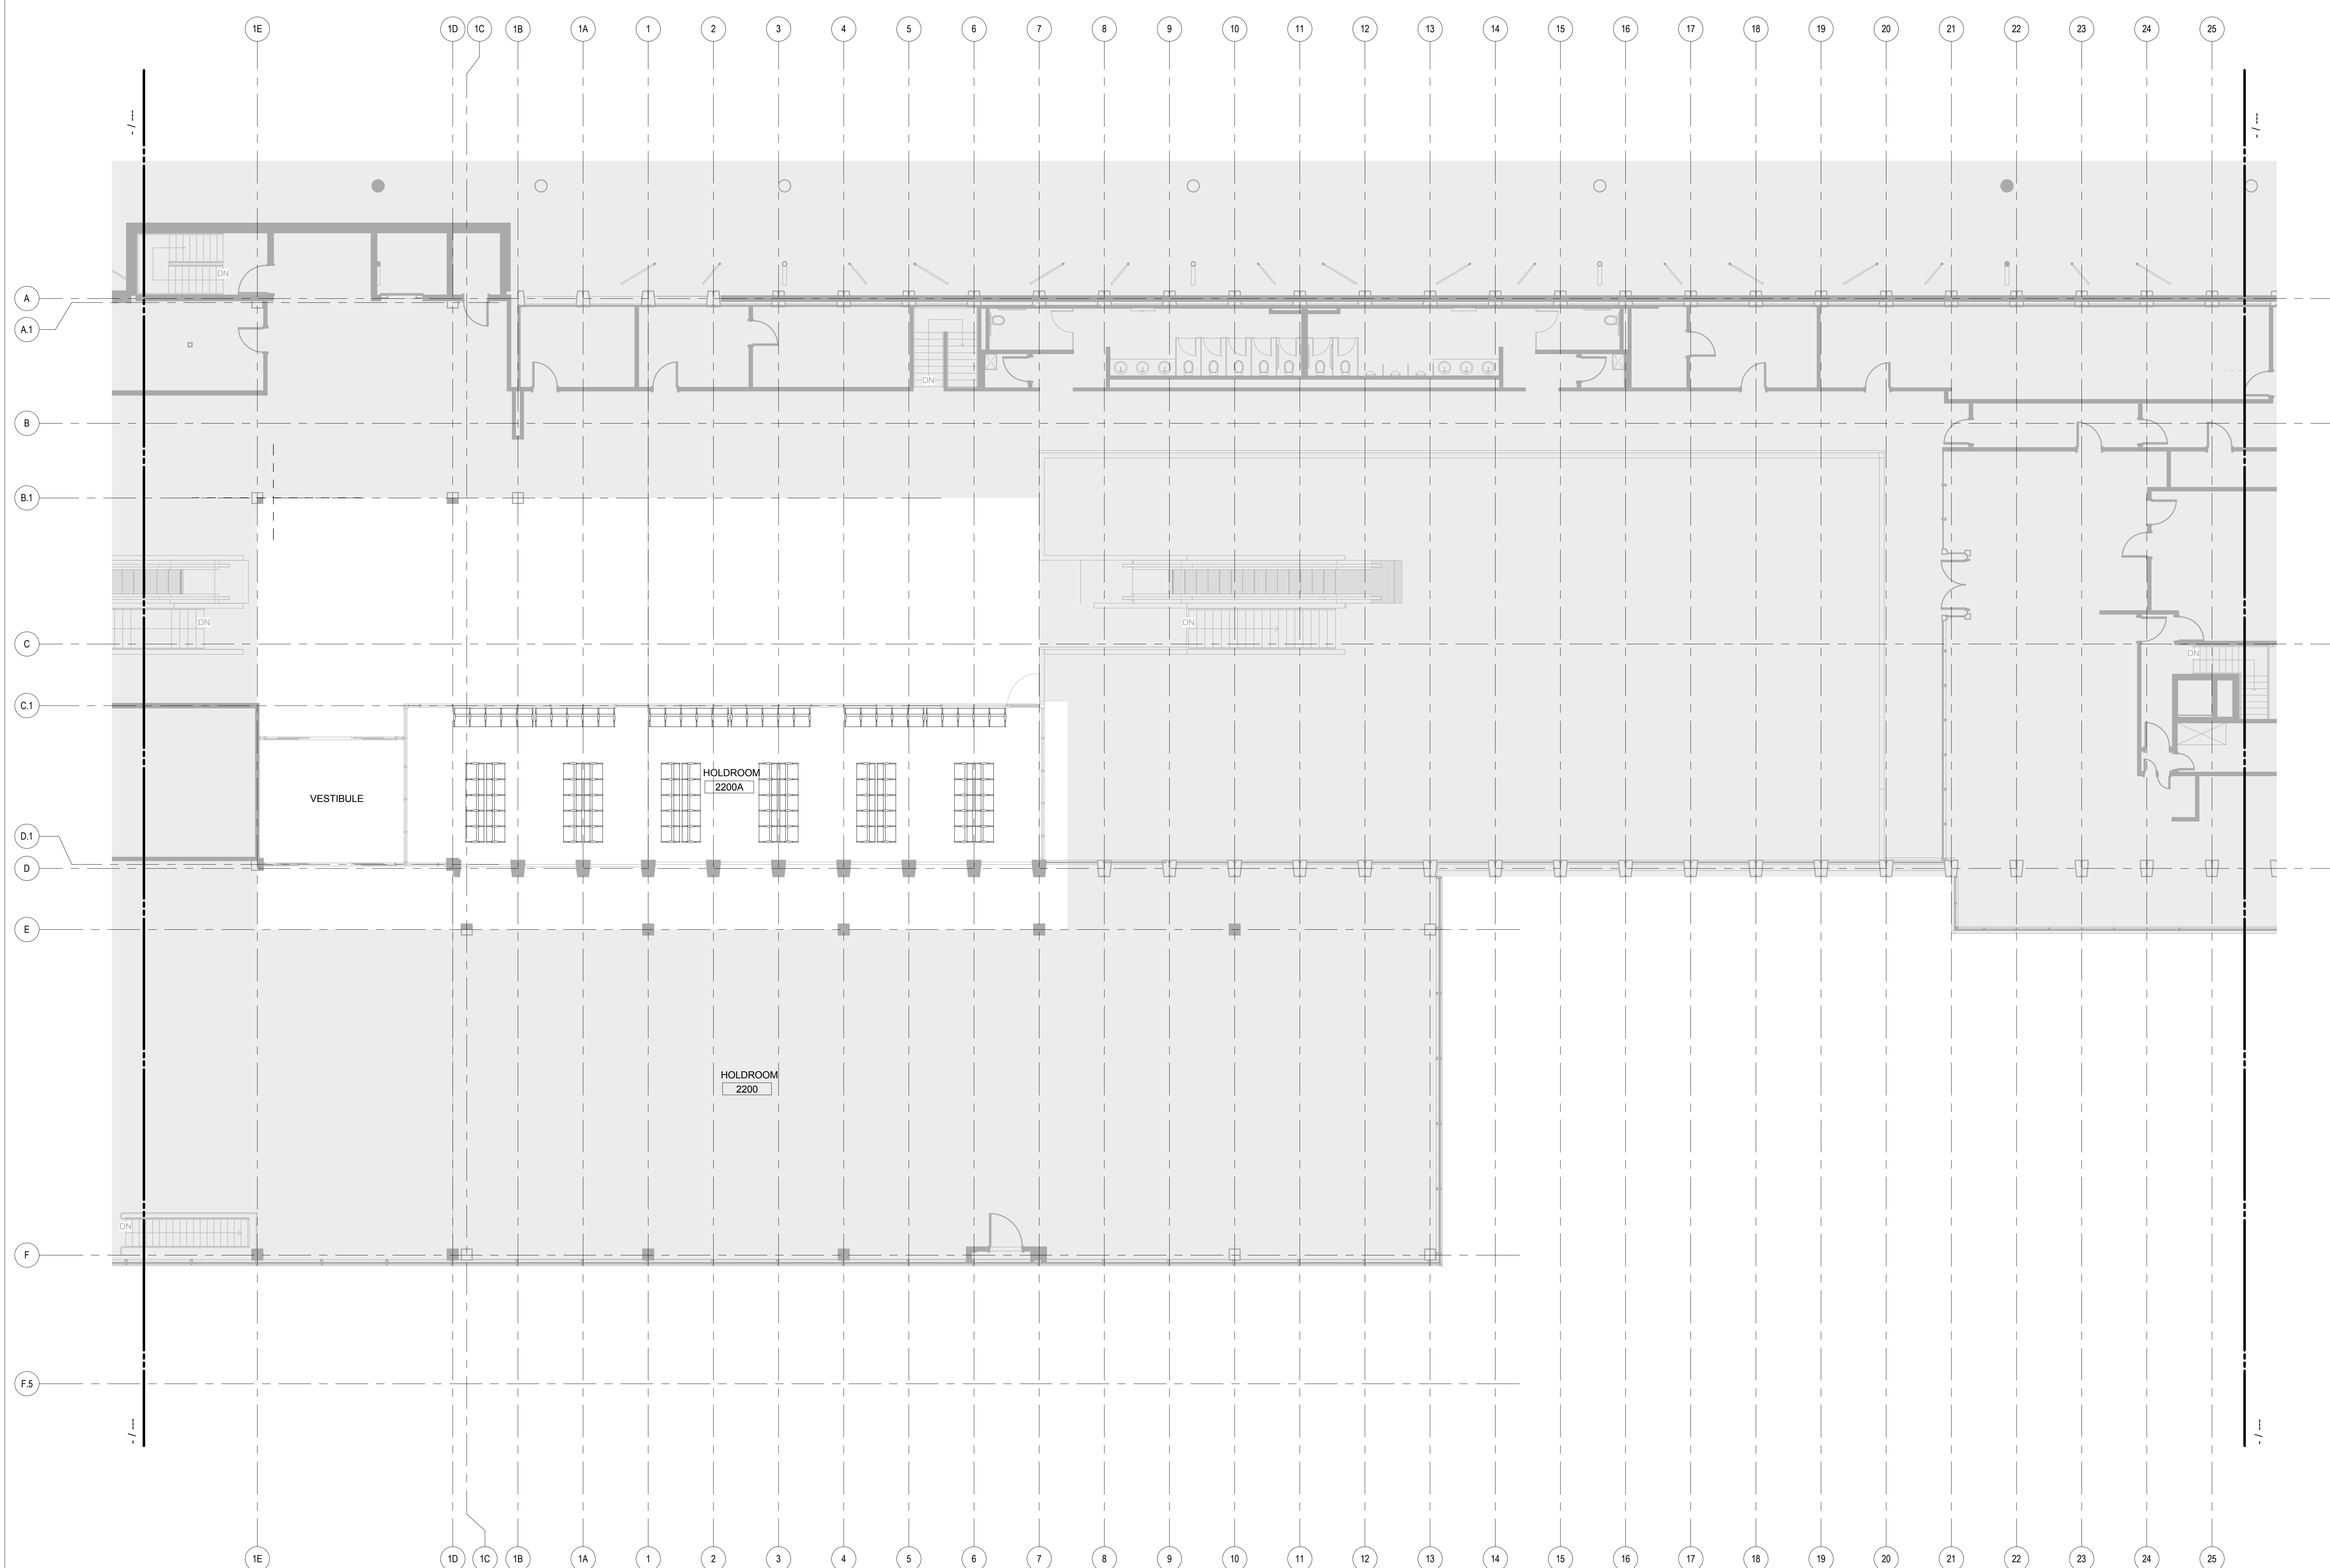 1E 1D 1C 1B 1A 1 2 3 4 5 6 7 8 9 10 11 12 13 14 15 16 17 18 19 20 21 22 23 24 25
- / ---
- / ---
DN
A
A.1
DN
B
B.1
DN
DN
C
DN
C.1
HOLDROOM
2200A
VESTIBULE
D.1
D
E
HOLDROOM
2200
DN
F
F.5
- / ---
- / ---
1E 1D 1C 1B 1A 1 2 3 4 5 6 7 8 9 10 11 12 13 14 15 16 17 18 19 20 21 22 23 24 25